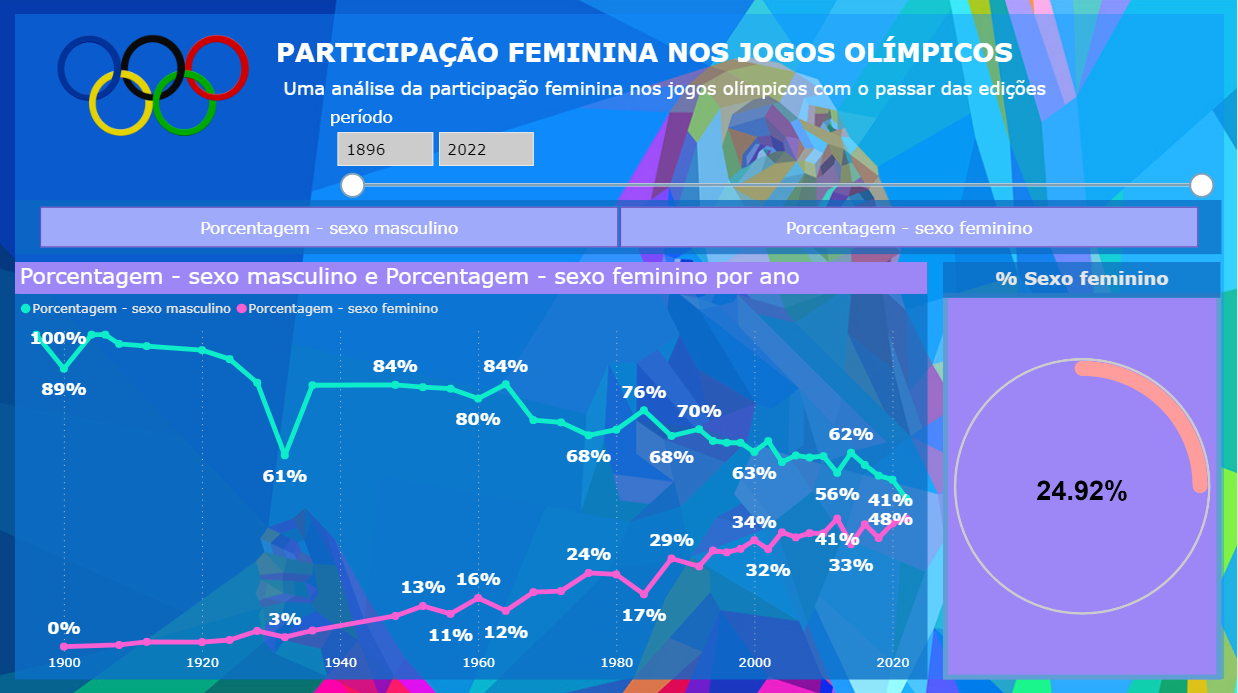 PARTICIPAÇÃO FEMININA NOS JOGOS OLÍMPICOS
Uma análise da participação feminina nos jogos olímpicos com o passar das edições
período
1896 2022
Porcentagem - sexo masculino Porcentagem - sexo feminino
Porcentagem - sexo masculino e Porcentagem - sexo feminino por ano
% Sexo feminino
Porcentagem - sexo masculino Porcentagem - sexo feminino
100%
84% 84%
89%
76%
70%
80%
62%
61%
68% 68%
63%
56% 41%
34% 48%
29% 41%
24%
32% 33%
13% 16%
17%
3% 11% 12%
0%
1900 1920 1940 1960 1980 2000 2020
24.92%